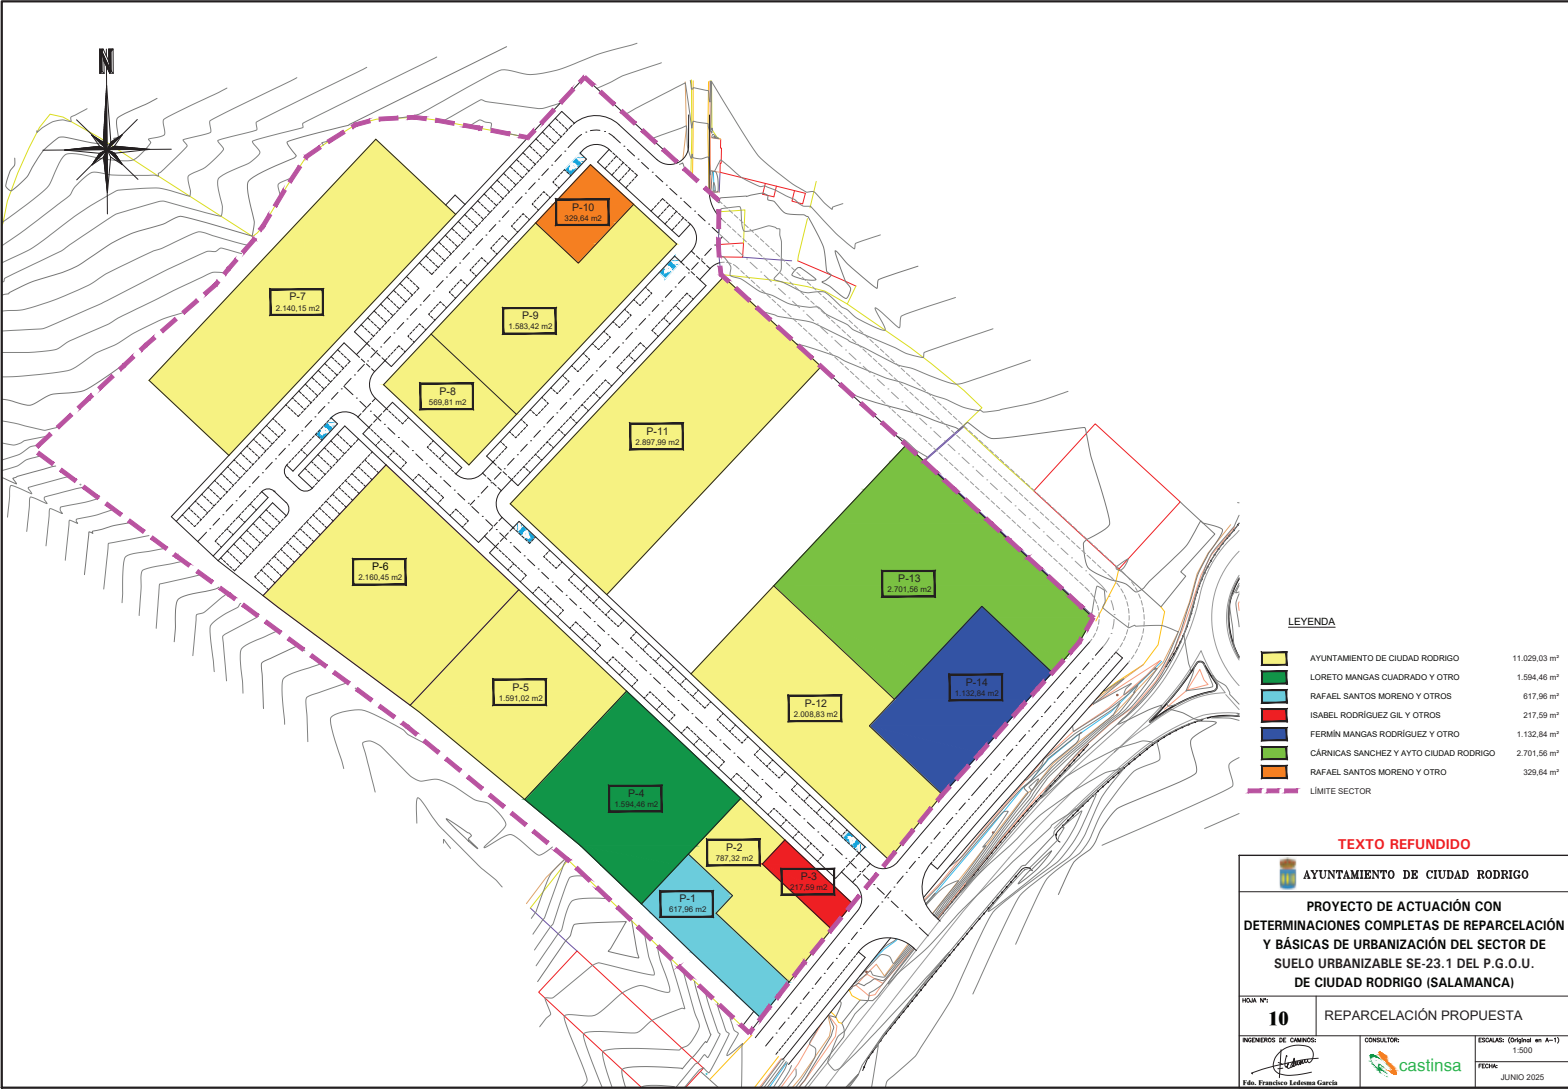 N
P-10
329,64 m2
P-7
2.140,15 m2
P-9
1.583,42 m2
P-8
569,81 m2
P-11
2.897,99 m2
P-6
2.160,45 m2
P-13
2.701,56 m2
P-5
1.591,02 m2
P-14
1.132,84 m2
P-12
2.008,83 m2
P-4
1.594,46 m2
P-2
787,32 m2
P-3
217,59 m2
P-1
617,96 m2
LEYENDA
AYUNTAMIENTO DE CIUDAD RODRIGO 11.029,03 m²
LORETO MANGAS CUADRADO Y OTRO 1.594,46 m²
RAFAEL SANTOS MORENO Y OTROS 617,96 m²
ISABEL RODRÍGUEZ GIL Y OTROS 217,59 m²
FERMÍN MANGAS RODRÍGUEZ Y OTRO 1.132,84 m²
CÁRNICAS SANCHEZ Y AYTO CIUDAD RODRIGO 2.701,56 m²
RAFAEL SANTOS MORENO Y OTRO 329,64 m²
LÍMITE SECTOR
TEXTO REFUNDIDO
AYUNTAMIENTO DE CIUDAD RODRIGO
PROYECTO DE ACTUACIÓN CON
DETERMINACIONES COMPLETAS DE REPARCELACIÓN
Y BÁSICAS DE URBANIZACIÓN DEL SECTOR DE
SUELO URBANIZABLE SE-23.1 DEL P.G.O.U.
DE CIUDAD RODRIGO (SALAMANCA)
HOJA Nº:
10
REPARCELACIÓN PROPUESTA
INGENIEROS DE CAMINOS:
Fdo. Francisco Ledesma García
CONSULTOR:
castinsa
ESCALAS: (Original en A-1)
1:500
FECHA:
JUNIO 2025